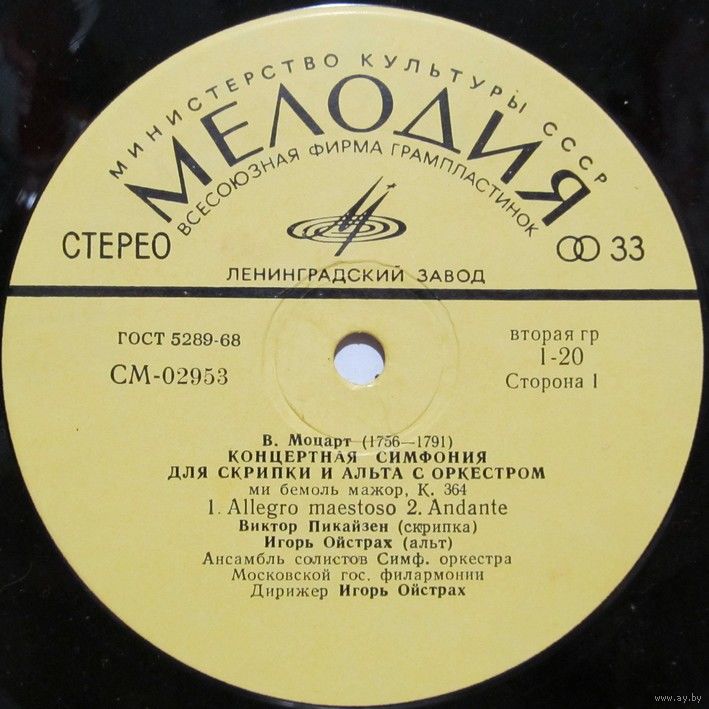 МИНИСТЕРСТВО КУЛЬТУРЫ СССР
МЕЛОДИЯ
ВСЕСОЮЗНАЯ ФИРМА ГРАМПЛАСТИНОК
СТЕРЕО
33
ЛЕНИНГРАДСКИЙ ЗАВОД
ГОСТ 5289-68
СМ-02953
вторая гр
1-20
Сторона 1
В. Моцарт (1756—1791)
КОНЦЕРТНАЯ СИМФОНИЯ
ДЛЯ СКРИПКИ И АЛЬТА С ОРКЕСТРОМ
ми бемоль мажор, К. 364
1. Allegro maestoso 2. Andante
Виктор Пикайзен (скрипка)
Игорь Ойстрах (альт)
Ансамбль солистов Симф. оркестра
Московской гос. филармонии
Дирижер Игорь Ойстрах
www.ay.by